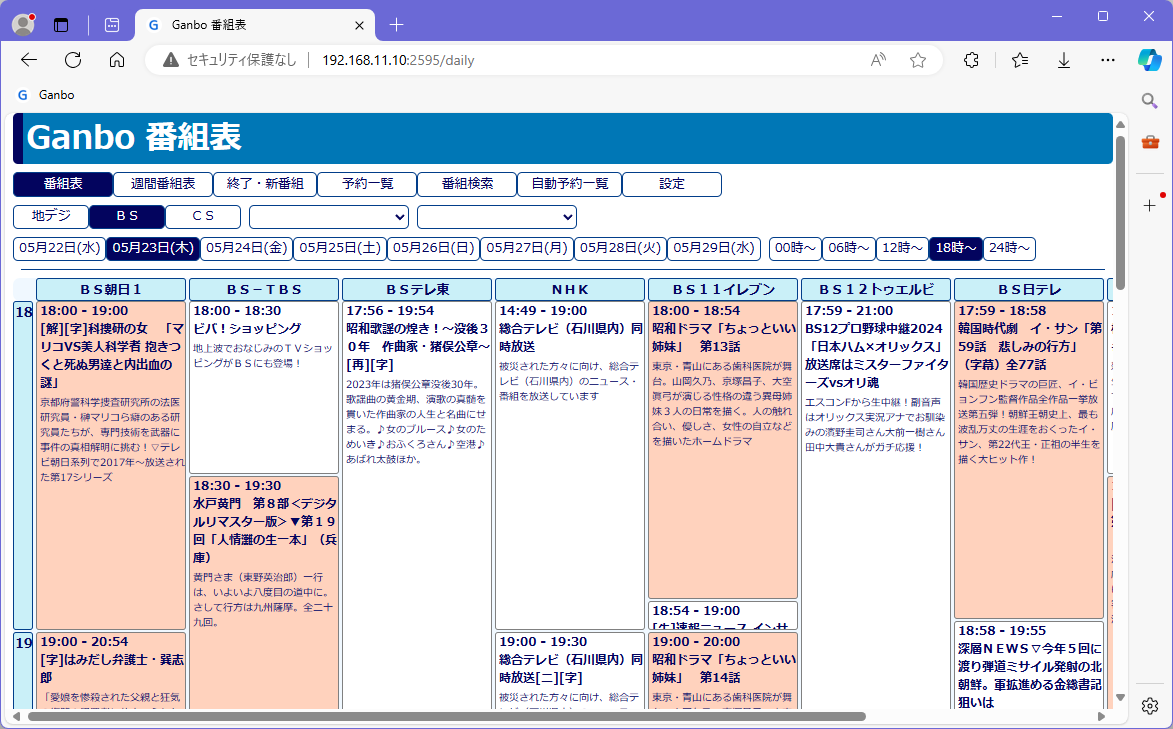 Ganbo 番組表
セキュリティ保護なし
192.168.11.10:2595/daily
Ganbo
Ganbo 番組表
番組表 週間番組表 終了・新番組 予約一覧 番組検索 自動予約一覧 設定
地デジ ＢＳ ＣＳ
05月22日(水) 05月23日(木) 05月24日(金) 05月25日(土) 05月26日(日) 05月27日(月) 05月28日(火) 05月29日(水) 00時～ 06時～ 12時～ 18時～ 24時～
ＢＳ朝日１ ＢＳ－ＴＢＳ ＢＳテレ東 ＮＨＫ ＢＳ１１イレブン ＢＳ１２トゥエルビ ＢＳ日テレ
18
18:00 - 19:00
[解][字]科捜研の女　「マ
リコVS美人科学者 抱きつ
くと死ぬ男達と内出血の
謎」
京都府警科学捜査研究所の法医
研究員・榊マリコら癖のある研
究員たちが、専門技術を武器に
事件の真相解明に挑む！▽テレ
ビ朝日系列で2017年～放送され
た第17シリーズ
19
19:00 - 20:54
[字]はみだし弁護士・巽志
郎
「愛娘を惨殺された父親と狂気
18:00 - 18:30
ビバ！ショッピング
地上波でおなじみのＴＶショッ
ピングがＢＳにも登場！
18:30 - 19:30
水戸黄門　第８部＜デジタ
ルリマスター版＞▼第１９
回「人情灘の生一本」（兵
庫）
黄門さま（東野英治郎）一行
は、いよいよ八度目の道中に。
さして行方は九州薩摩。全二十
九回。
17:56 - 19:54
昭和歌謡の煌き！～没後３
０年　作曲家・猪俣公章～
[再][字]
2023年は猪俣公章没後30年。
歌謡曲の黄金期、演歌の真髄を
貫いた作曲家の人生と名曲にせ
まる。♪女のブルース♪女のた
めいき♪おふくろさん♪空港♪
あばれ太鼓ほか。
14:49 - 19:00
総合テレビ（石川県内）同
時放送
被災された方々に向け、総合テ
レビ（石川県内）のニュース・
番組を放送しています
19:00 - 19:30
総合テレビ（石川県内）同
時放送[二][字]
被災された方々に向け、総合テ
18:00 - 18:54
昭和ドラマ「ちょっといい
姉妹」　第13話
東京・青山にある歯科医院が舞
台。山岡久乃、京塚昌子、大空
眞弓が演じる性格の違う異母姉
妹３人の日常を描く。人の触れ
合い、優しさ、女性の自立など
を描いたホームドラマ
18:54 - 19:00
[生]速報ニュース インサ
19:00 - 20:00
昭和ドラマ「ちょっといい
姉妹」　第14話
東京・青山にある歯科医院が舞
17:59 - 21:00
BS12プロ野球中継2024
「日本ハム×オリックス」
放送席はミスターファイタ
ーズvsオリ魂
エスコンFから生中継！副音声
はオリックス実況アナでお馴染
みの濱野圭司さん大前一樹さん
田中大貴さんがガチ応援！
17:59 - 18:58
韓国時代劇　イ・サン「第
59話　悲しみの行方」
（字幕）全77話
韓国歴史ドラマの巨匠、イ・ビ
ョンフン監督作品全作品一挙放
送第五弾！朝鮮王朝史上、最も
波乱万丈の生涯をおくったイ・
サン、第22代王・正祖の半生を
描く大ヒット作！
18:58 - 19:55
深層ＮＥＷＳ▽今年５回に
渡り弾道ミサイル発射の北
朝鮮。軍拡進める金総書記
狙いは